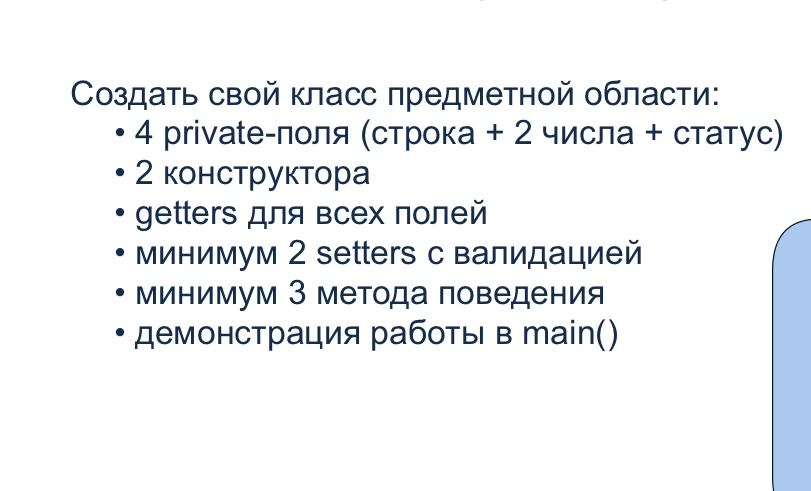 Создать свой класс предметной области:
• 4 private-поля (строка + 2 числа + статус)
• 2 конструктора
• getters для всех полей
• минимум 2 setters с валидацией
• минимум 3 метода поведения
• демонстрация работы в main()